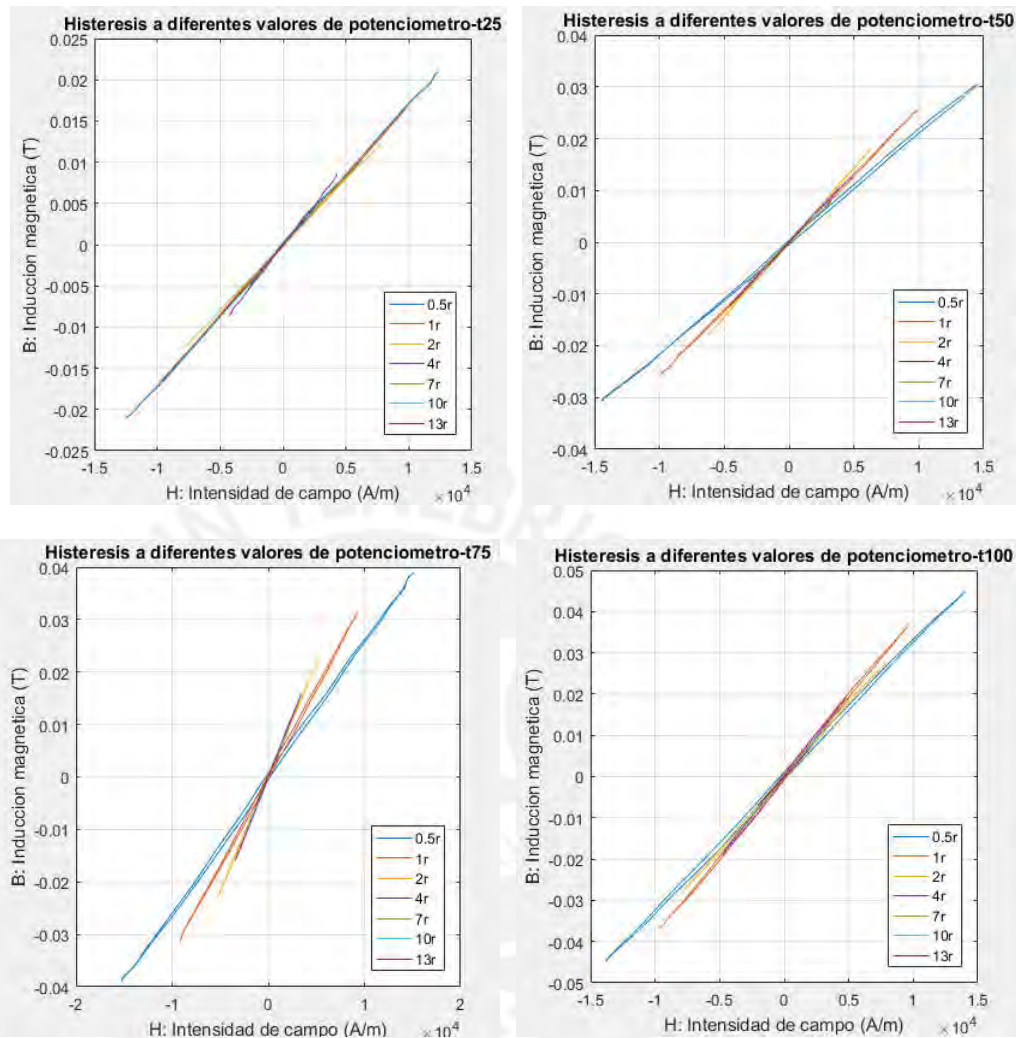 Histeresis a diferentes valores de potenciometro-t25
B: Induccion magnetica (T)
0.025
0.02
0.015
0.01
0.005
0
-0.005
-0.01
-0.015
-0.02
-0.025
-1.5
-1
-0.5
0
0.5
1
1.5
H: Intensidad de campo (A/m)
×10^4
0.5r
1r
2r
4r
7r
10r
13r
Histeresis a diferentes valores de potenciometro-t50
B: Induccion magnetica (T)
0.04
0.03
0.02
0.01
0
-0.01
-0.02
-0.03
-0.04
-1.5
-1
-0.5
0
0.5
1
1.5
H: Intensidad de campo (A/m)
×10^4
0.5r
1r
2r
4r
7r
10r
13r
Histeresis a diferentes valores de potenciometro-t75
B: Induccion magnetica (T)
0.04
0.03
0.02
0.01
0
-0.01
-0.02
-0.03
-0.04
-2
-1
0
1
2
H: Intensidad de campo (A/m)
×10^4
0.5r
1r
2r
4r
7r
10r
13r
Histeresis a diferentes valores de potenciometro-t100
B: Induccion magnetica (T)
0.05
0.04
0.03
0.02
0.01
0
-0.01
-0.02
-0.03
-0.04
-0.05
-1.5
-1
-0.5
0
0.5
1
1.5
H: Intensidad de campo (A/m)
×10^4
0.5r
1r
2r
4r
7r
10r
13r